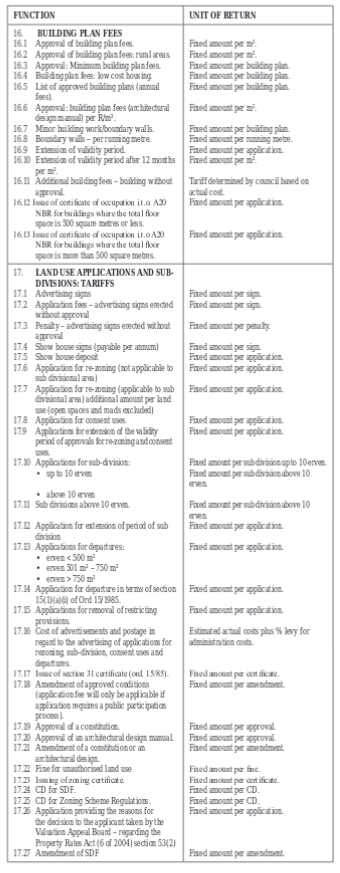 FUNCTION UNIT OF RETURN
16. BUILDING PLAN FEES
16.1 Approval of building plan fees. Fixed amount per m².
16.2 Approval of building plan fees: rural areas. Fixed amount per m².
16.3 Approval: Minimum building plan fees. Fixed amount per building plan.
16.4 Building plan fees: low cost housing. Fixed amount per building plan.
16.5 List of approved building plans (annual Fixed amount per building plan.
fees).
16.6 Approval: building plan fees (architectural Fixed amount per m².
design manual) per R/m².
16.7 Minor building work/boundary walls. Fixed amount per building plan.
16.8 Boundary walls – per running metre. Fixed amount per running metre.
16.9 Extension of validity period. Fixed amount per application.
16.10 Extension of validity period after 12 months Fixed amount per m².
per m².
16.11 Additional building fees – building without Tariff determined by council based on
approval. actual cost.
16.12 Issue of certificate of occupation i.t.o. A20 Fixed amount per application.
NBR for buildings where the total floor
space is 500 square metres or less.
16.13 Issue of certificate of occupation i.t.o A20 Fixed amount per application.
NBR for buildings where the total floor
space is more than 500 square metres.
17. LAND USE APPLICATIONS AND SUB-
DIVISIONS: TARIFFS
17.1 Advertising signs Fixed amount per sign.
17.2 Application fees – advertising signs erected Fixed amount per sign.
without approval
17.3 Penalty – advertising signs erected without Fixed amount per penalty.
approval
17.4 Show house signs (payable per annum) Fixed amount per sign.
17.5 Show house deposit Fixed amount per application.
17.6 Application for re-zoning (not applicable to Fixed amount per application.
sub divisional area)
17.7 Application for re-zoning (applicable to sub Fixed amount per application.
divisional area) additional amount per land
use (open spaces and roads excluded)
17.8 Application for consent uses. Fixed amount per application.
17.9 Applications for extension of the validity Fixed amount per application.
period of approvals for re-zoning and consent
uses.
17.10 Applications for sub-division: Fixed amount per subdivision up to 10 erven.
• up to 10 erven Fixed amount per subdivision above 10
erven.
• above 10 erven
17.11 Sub divisions above 10 erven. Fixed amount per subdivision above 10
erven.
17.12 Application for extension of period of sub Fixed amount per application.
division
17.13 Applications for departures: Fixed amount per application.
• erven < 500 m²
• erven 501 m² – 750 m²
• erven > 750 m²
17.14 Application for departure in terms of section Fixed amount per application.
15(1)(a)(i) of Ord 15/1985.
17.15 Applications for removal of restricting Fixed amount per application.
provisions.
17.16 Cost of advertisements and postage in Estimated actual costs plus % levy for
regard to the advertising of applications for administration costs.
rezoning, sub-division, consent uses and
departures.
17.17 Issue of section 31 certificate (ord. 15/85). Fixed amount per certificate.
17.18 Amendment of approved conditions Fixed amount per amendment.
(application fee will only be applicable if
application requires a public participation
process).
17.19 Approval of a constitution. Fixed amount per approval.
17.20 Approval of an architectural design manual. Fixed amount per approval.
17.21 Amendment of a constitution or an Fixed amount per amendment.
architectural design.
17.22 Fine for unauthorised land use Fixed amount per fine.
17.23 Issuing of zoning certificate. Fixed amount per certificate.
17.24 CD for SDF. Fixed amount per CD.
17.25 CD for Zoning Scheme Regulations. Fixed amount per CD.
17.26 Application providing the reasons for Fixed amount per application.
the decision to the applicant taken by the
Valuation Appeal Board – regarding the
Property Rates Act (6 of 2004) section 53(2)
17.27 Amendment of SDF Fixed amount per amendment.